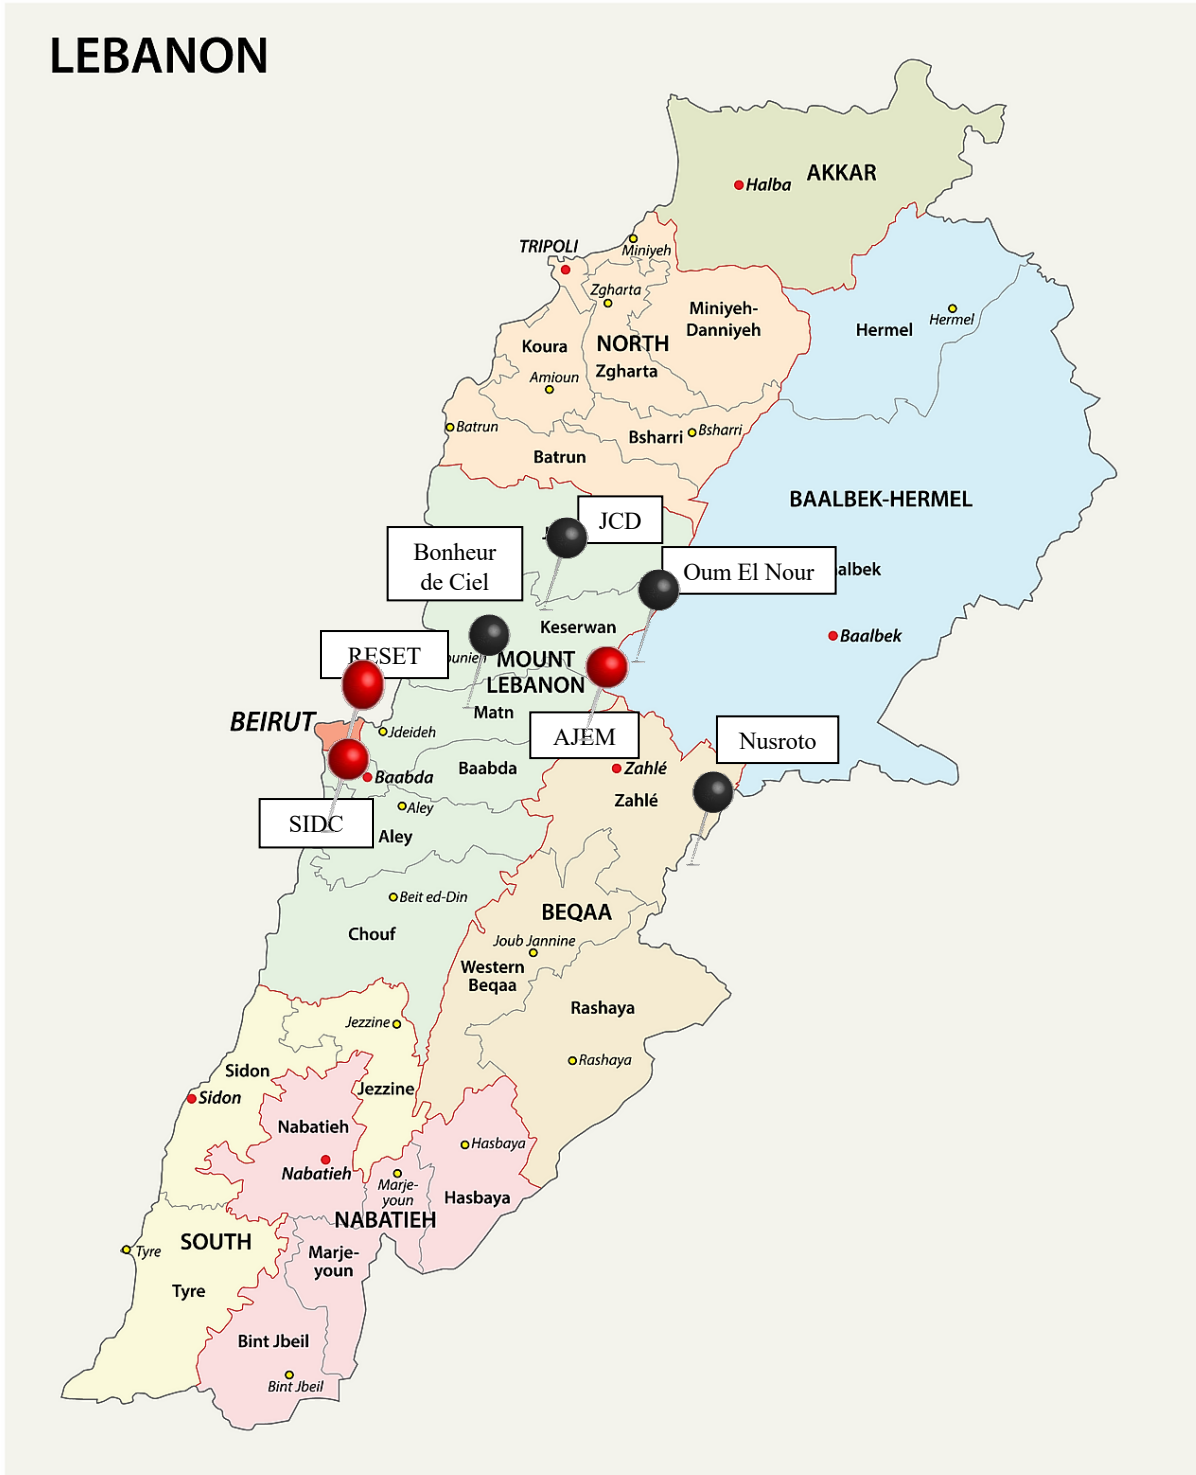 LEBANON
AKKAR
Halba
TRIPOLI
Miniyeh
Zgharta
Miniyeh-
Danniyeh
Hermel
Hermel
Koura
NORTH
Zgharta
Amioun
Batrun
Bsharri
Bsharri
Batrun
BAALBEK-HERMEL
JCD
Bonheur
de Ciel
Oum El Nour
albek
Baalbek
Keserwan
RESET
ounieh
MOUNT
LEBANON
Matn
BEIRUT
Jdeideh
AJEM
Nusroto
Baabda
Baabda
Zahlé
Zahlé
Aley
SIDC
Aley
Beit ed-Din
Chouf
BEQAA
Joub Jannine
Western
Beqaa
Rashaya
Jezzine
Rashaya
Sidon
Jezzine
Sidon
Nabatieh
Hasbaya
Nabatieh
Marje-
youn
Hasbaya
NABATIEH
SOUTH
Tyre
Marje-
youn
Tyre
Bint Jbeil
Bint Jbeil